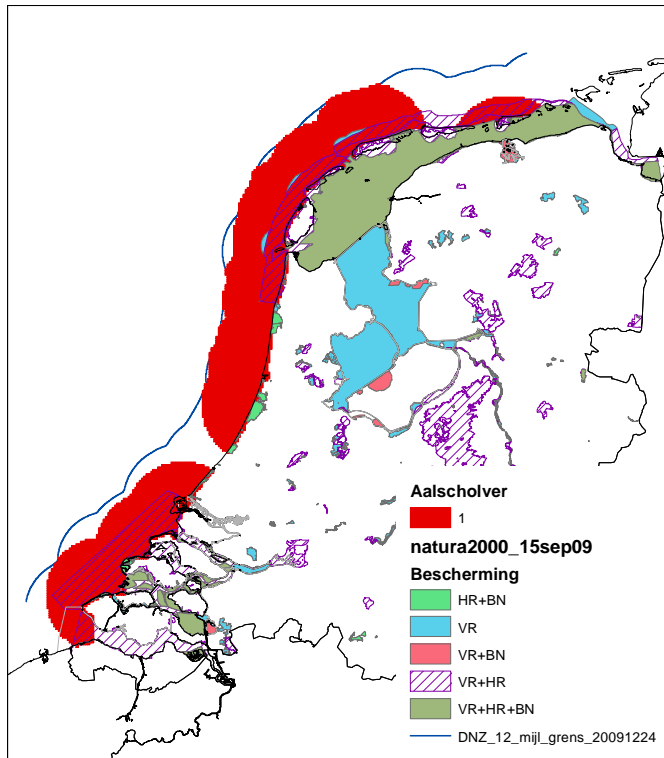 Aalscholver
1
natura2000_15sep09
Bescherming
HR+BN
VR
VR+BN
VR+HR
VR+HR+BN
DNZ_12_mijl_grens_20091224